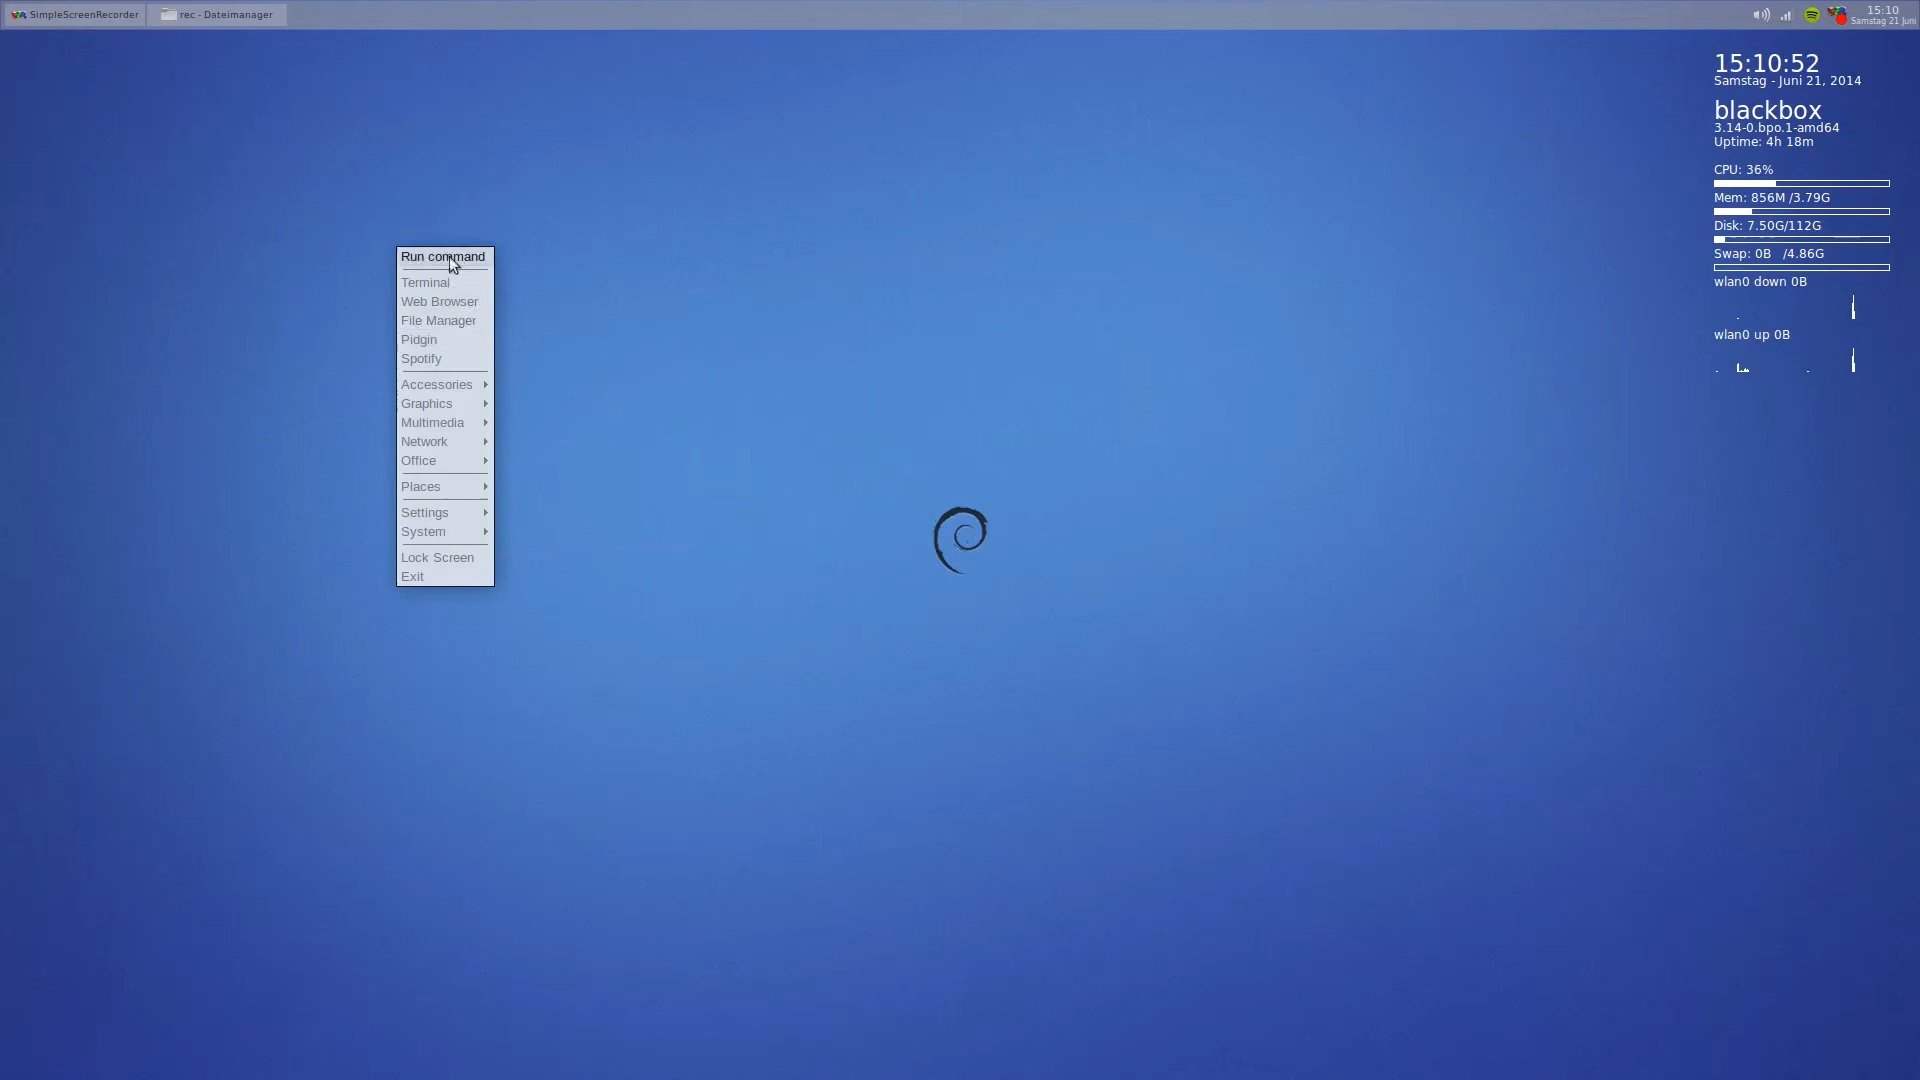 SimpleScreenRecorder
rec - Dateimanager
15:10
Samstag 21 Juni
15:10:52
Samstag - Juni 21, 2014
blackbox
3.14-0.bpo.1-amd64
Uptime: 4h 18m
CPU: 36%
Mem: 856M /3.79G
Disk: 7.50G/112G
Swap: 0B /4.86G
wlan0 down 0B
wlan0 up 0B
Run command
Terminal
Web Browser
File Manager
Pidgin
Spotify
Accessories
Graphics
Multimedia
Network
Office
Places
Settings
System
Lock Screen
Exit